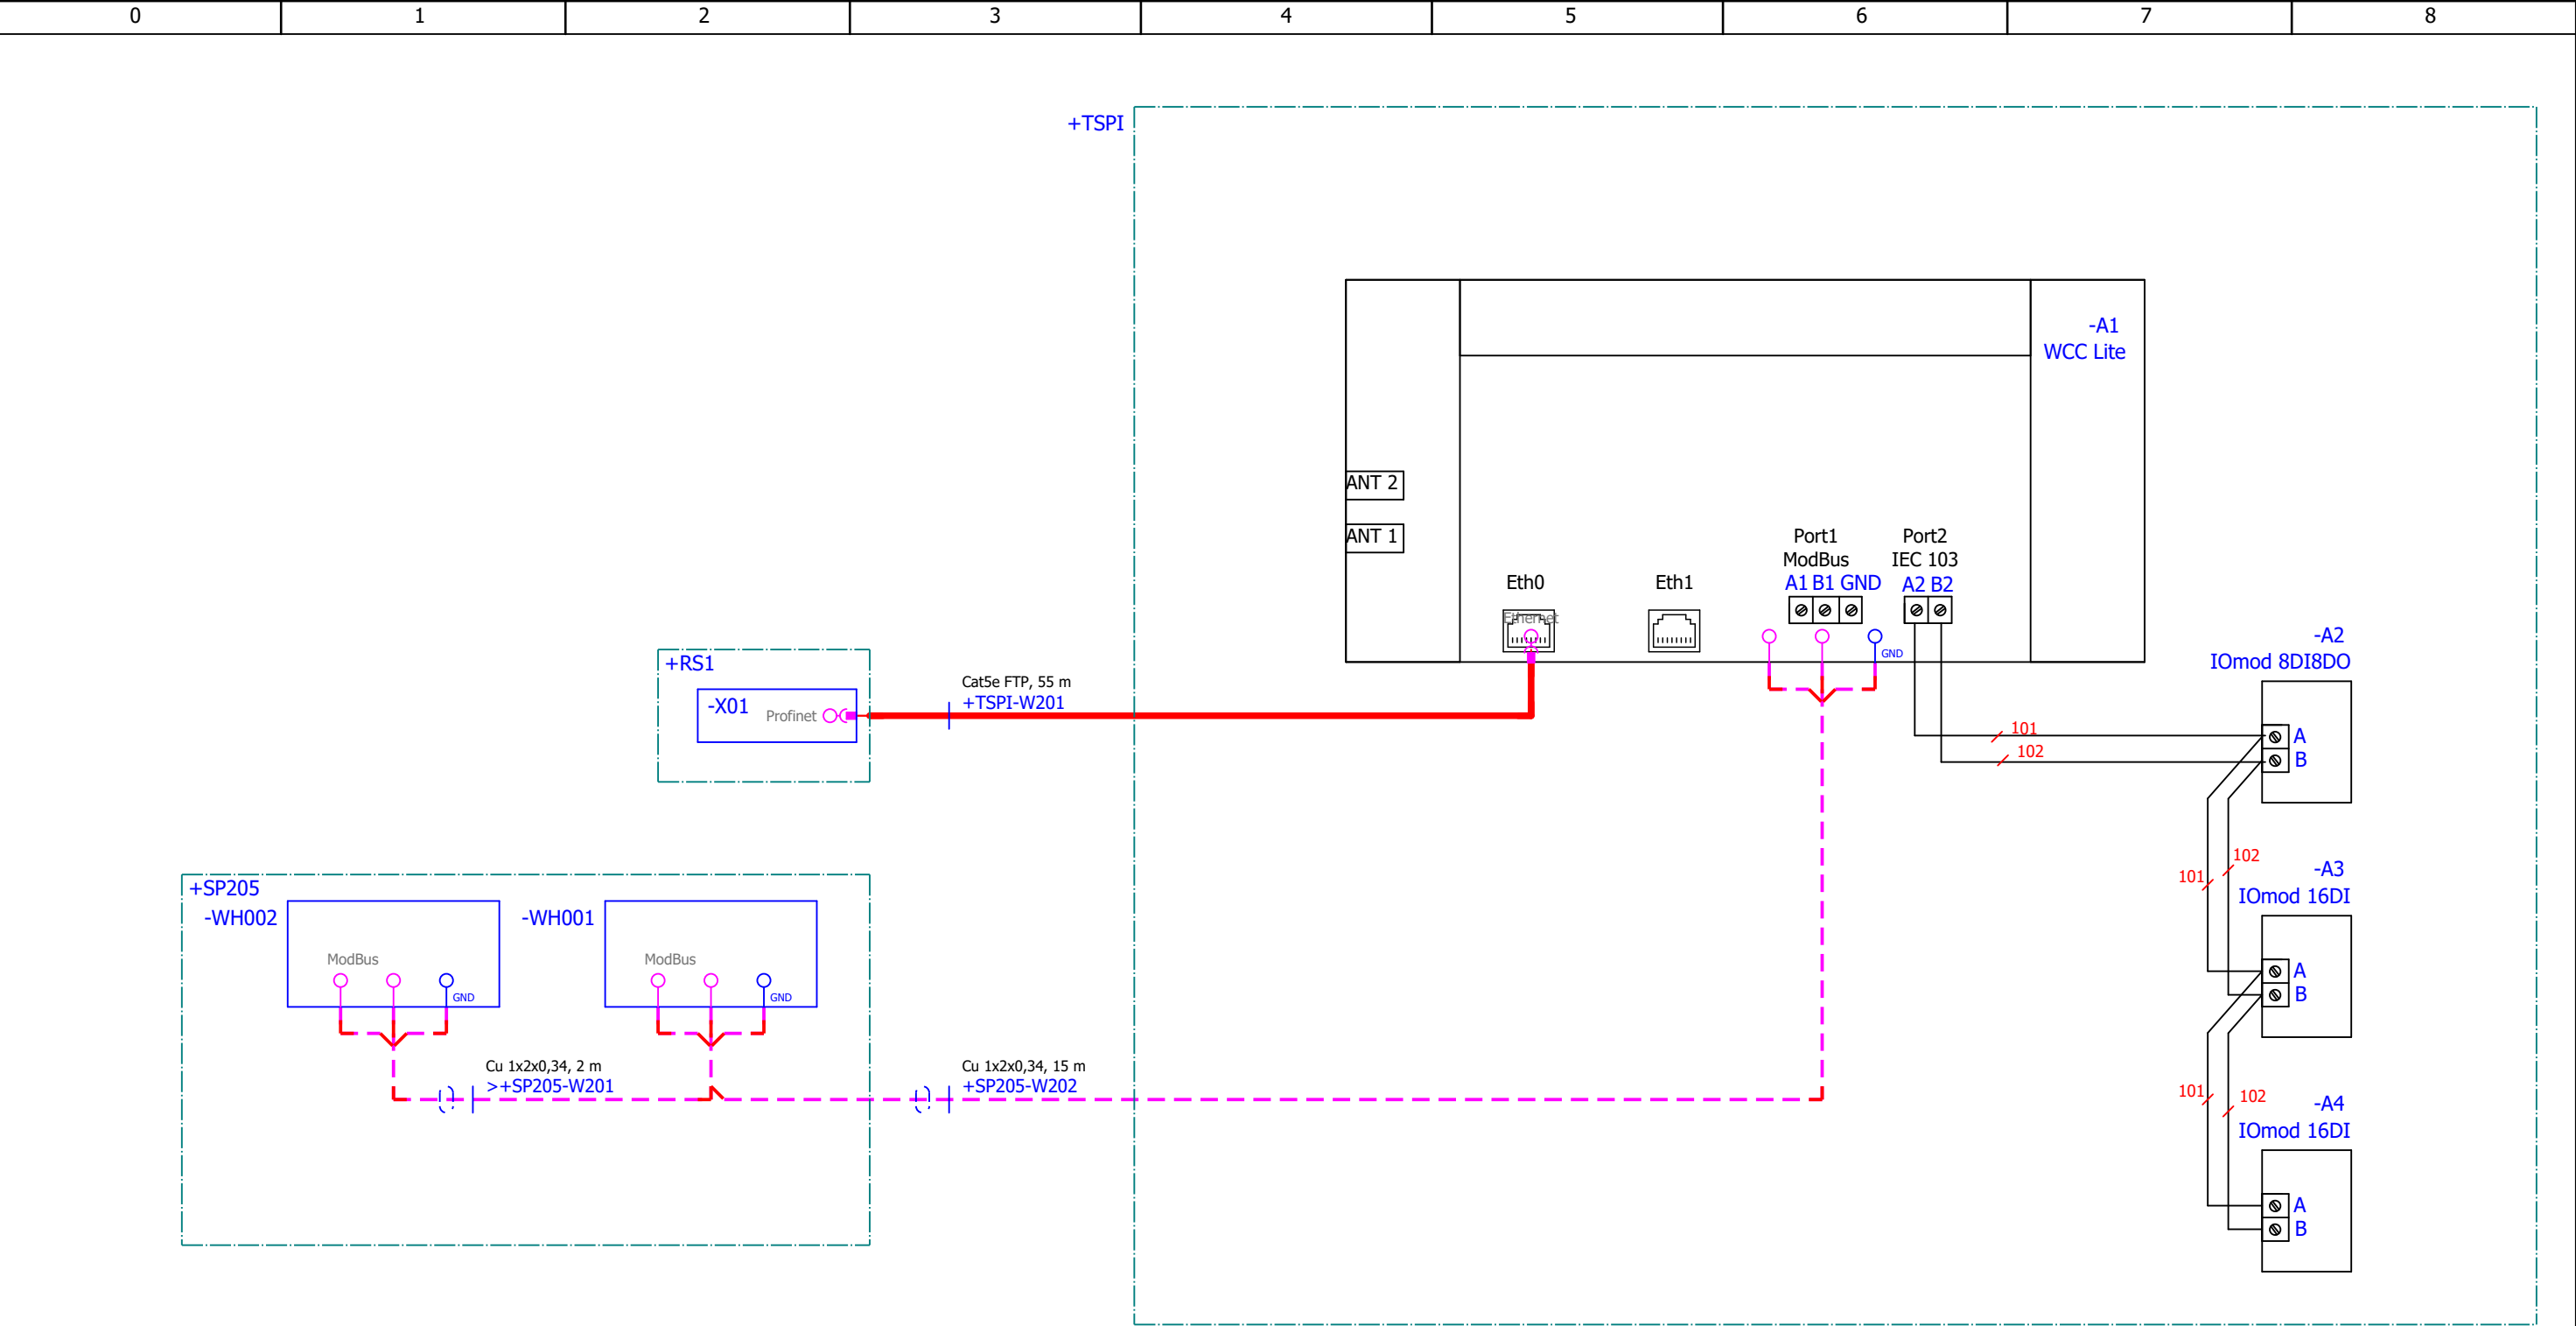 0 1 2 3 4 5 6 7 8
+TSPI
-A1
WCC Lite
ANT 2
ANT 1
Port1
ModBus
A1 B1 GND
Port2
IEC 103
A2 B2
Eth0
Ethernet
Eth1
GND
+RS1
-X01
Profinet
Cat5e FTP, 55 m
+TSPI-W201
-A2
IOmod 8DI8DO
A
B
101
102
101
102
-A3
IOmod 16DI
A
B
101
102
-A4
IOmod 16DI
A
B
+SP205
-WH002
ModBus
GND
-WH001
ModBus
GND
Cu 1x2x0,34, 2 m
>+SP205-W201
Cu 1x2x0,34, 15 m
+SP205-W202